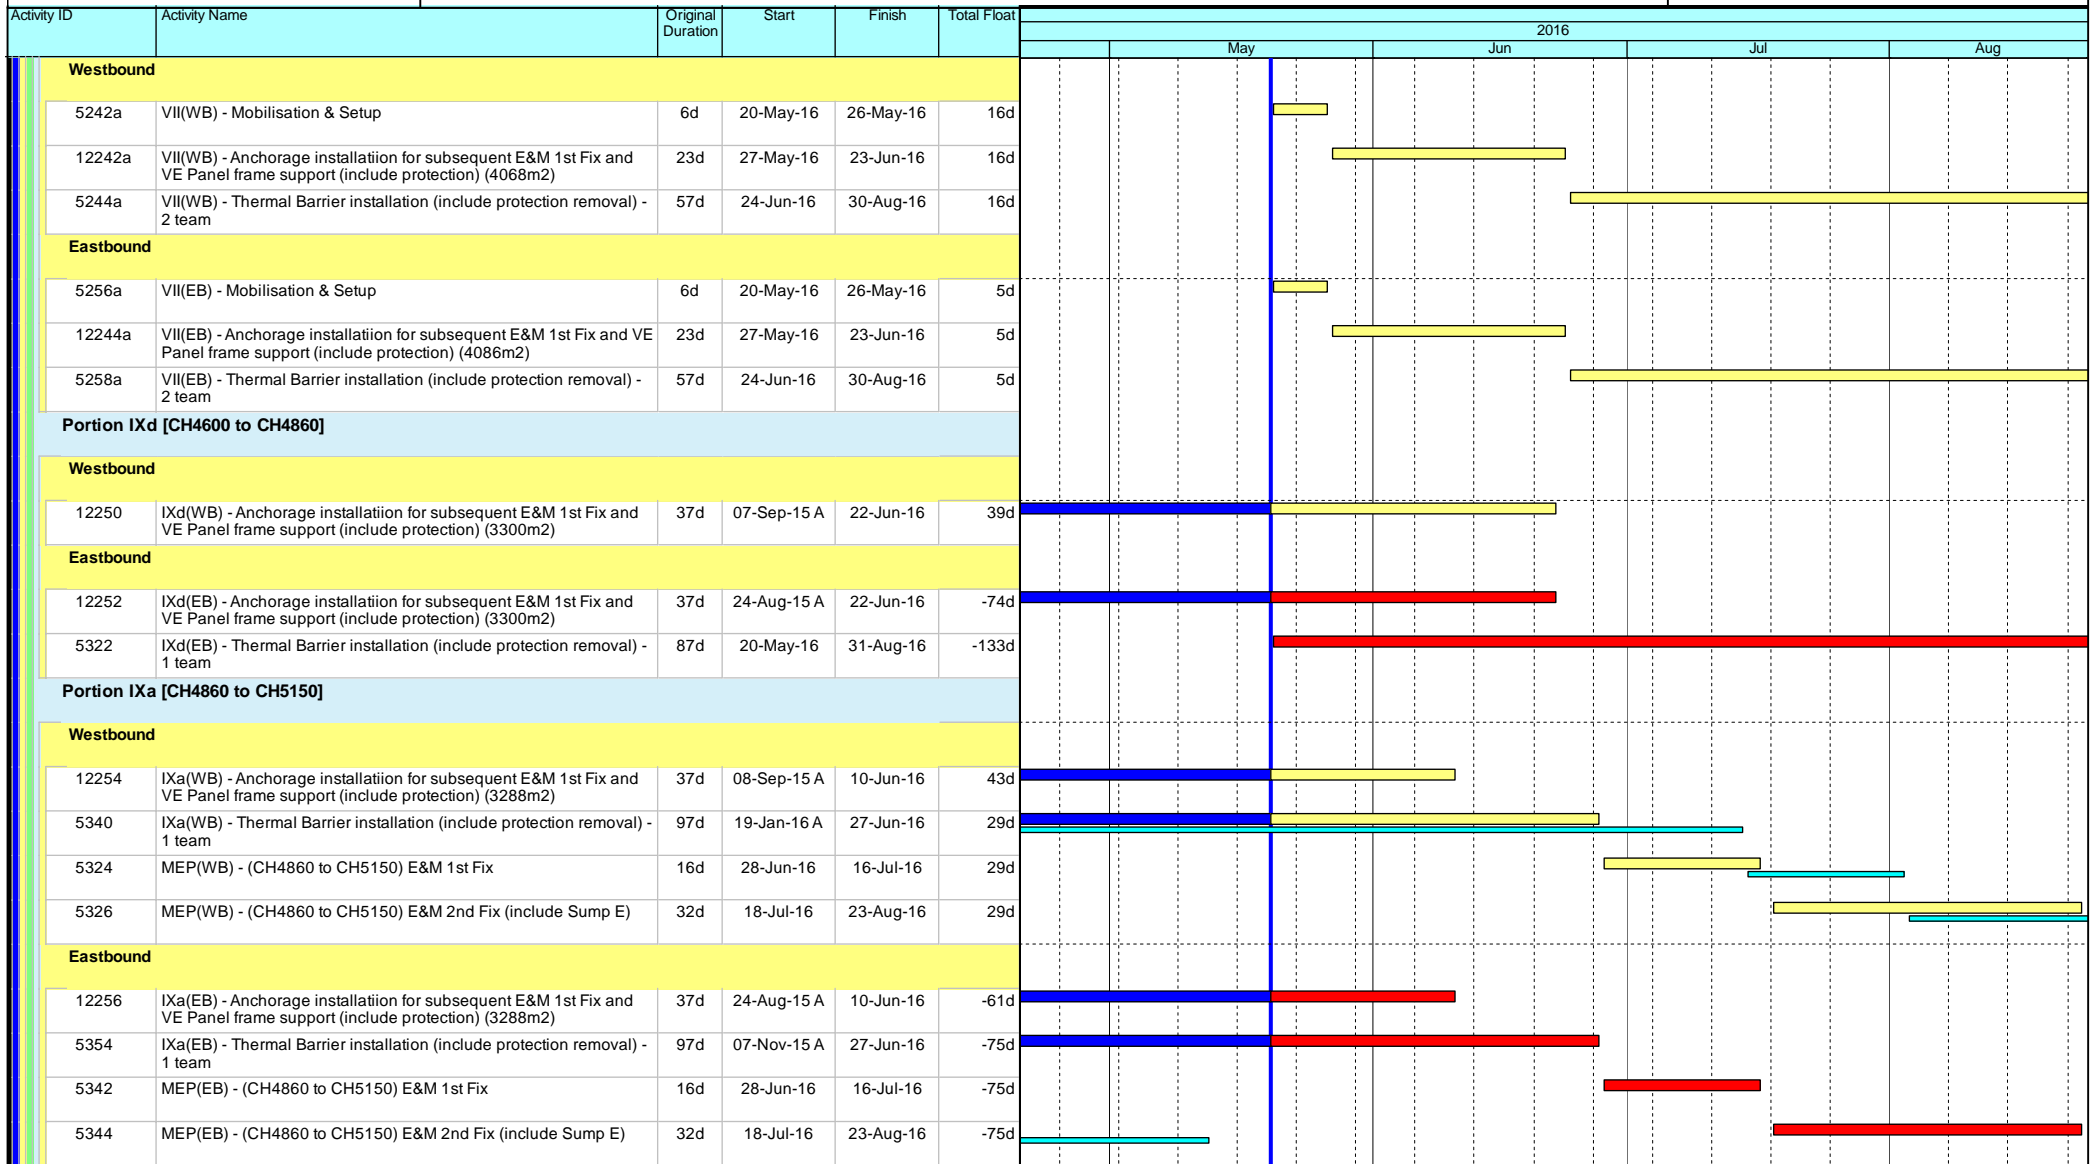 Activity ID Activity Name Original Duration Start Finish Total Float
2016
May Jun Jul Aug
Westbound
5242a VII(WB) - Mobilisation & Setup 6d 20-May-16 26-May-16 16d
12242a VII(WB) - Anchorage installatiion for subsequent E&M 1st Fix and 23d 27-May-16 23-Jun-16 16d
VE Panel frame support (include protection) (4068m2)
5244a VII(WB) - Thermal Barrier installation (include protection removal) - 57d 24-Jun-16 30-Aug-16 16d
2 team
Eastbound
5256a VII(EB) - Mobilisation & Setup 6d 20-May-16 26-May-16 5d
12244a VII(EB) - Anchorage installatiion for subsequent E&M 1st Fix and VE 23d 27-May-16 23-Jun-16 5d
Panel frame support (include protection) (4086m2)
5258a VII(EB) - Thermal Barrier installation (include protection removal) - 57d 24-Jun-16 30-Aug-16 5d
2 team
Portion IXd [CH4600 to CH4860]
Westbound
12250 IXd(WB) - Anchorage installatiion for subsequent E&M 1st Fix and 37d 07-Sep-15 A 22-Jun-16 39d
VE Panel frame support (include protection) (3300m2)
Eastbound
12252 IXd(EB) - Anchorage installatiion for subsequent E&M 1st Fix and 37d 24-Aug-15 A 22-Jun-16 -74d
VE Panel frame support (include protection) (3300m2)
5322 IXd(EB) - Thermal Barrier installation (include protection removal) - 87d 20-May-16 31-Aug-16 -133d
1 team
Portion IXa [CH4860 to CH5150]
Westbound
12254 IXa(WB) - Anchorage installatiion for subsequent E&M 1st Fix and 37d 08-Sep-15 A 10-Jun-16 43d
VE Panel frame support (include protection) (3288m2)
5340 IXa(WB) - Thermal Barrier installation (include protection removal) - 97d 19-Jan-16 A 27-Jun-16 29d
1 team
5324 MEP(WB) - (CH4860 to CH5150) E&M 1st Fix 16d 28-Jun-16 16-Jul-16 29d
5326 MEP(WB) - (CH4860 to CH5150) E&M 2nd Fix (include Sump E) 32d 18-Jul-16 23-Aug-16 29d
Eastbound
12256 IXa(EB) - Anchorage installatiion for subsequent E&M 1st Fix and 37d 24-Aug-15 A 10-Jun-16 -61d
VE Panel frame support (include protection) (3288m2)
5354 IXa(EB) - Thermal Barrier installation (include protection removal) - 97d 07-Nov-15 A 27-Jun-16 -75d
1 team
5342 MEP(EB) - (CH4860 to CH5150) E&M 1st Fix 16d 28-Jun-16 16-Jul-16 -75d
5344 MEP(EB) - (CH4860 to CH5150) E&M 2nd Fix (include Sump E) 32d 18-Jul-16 23-Aug-16 -75d